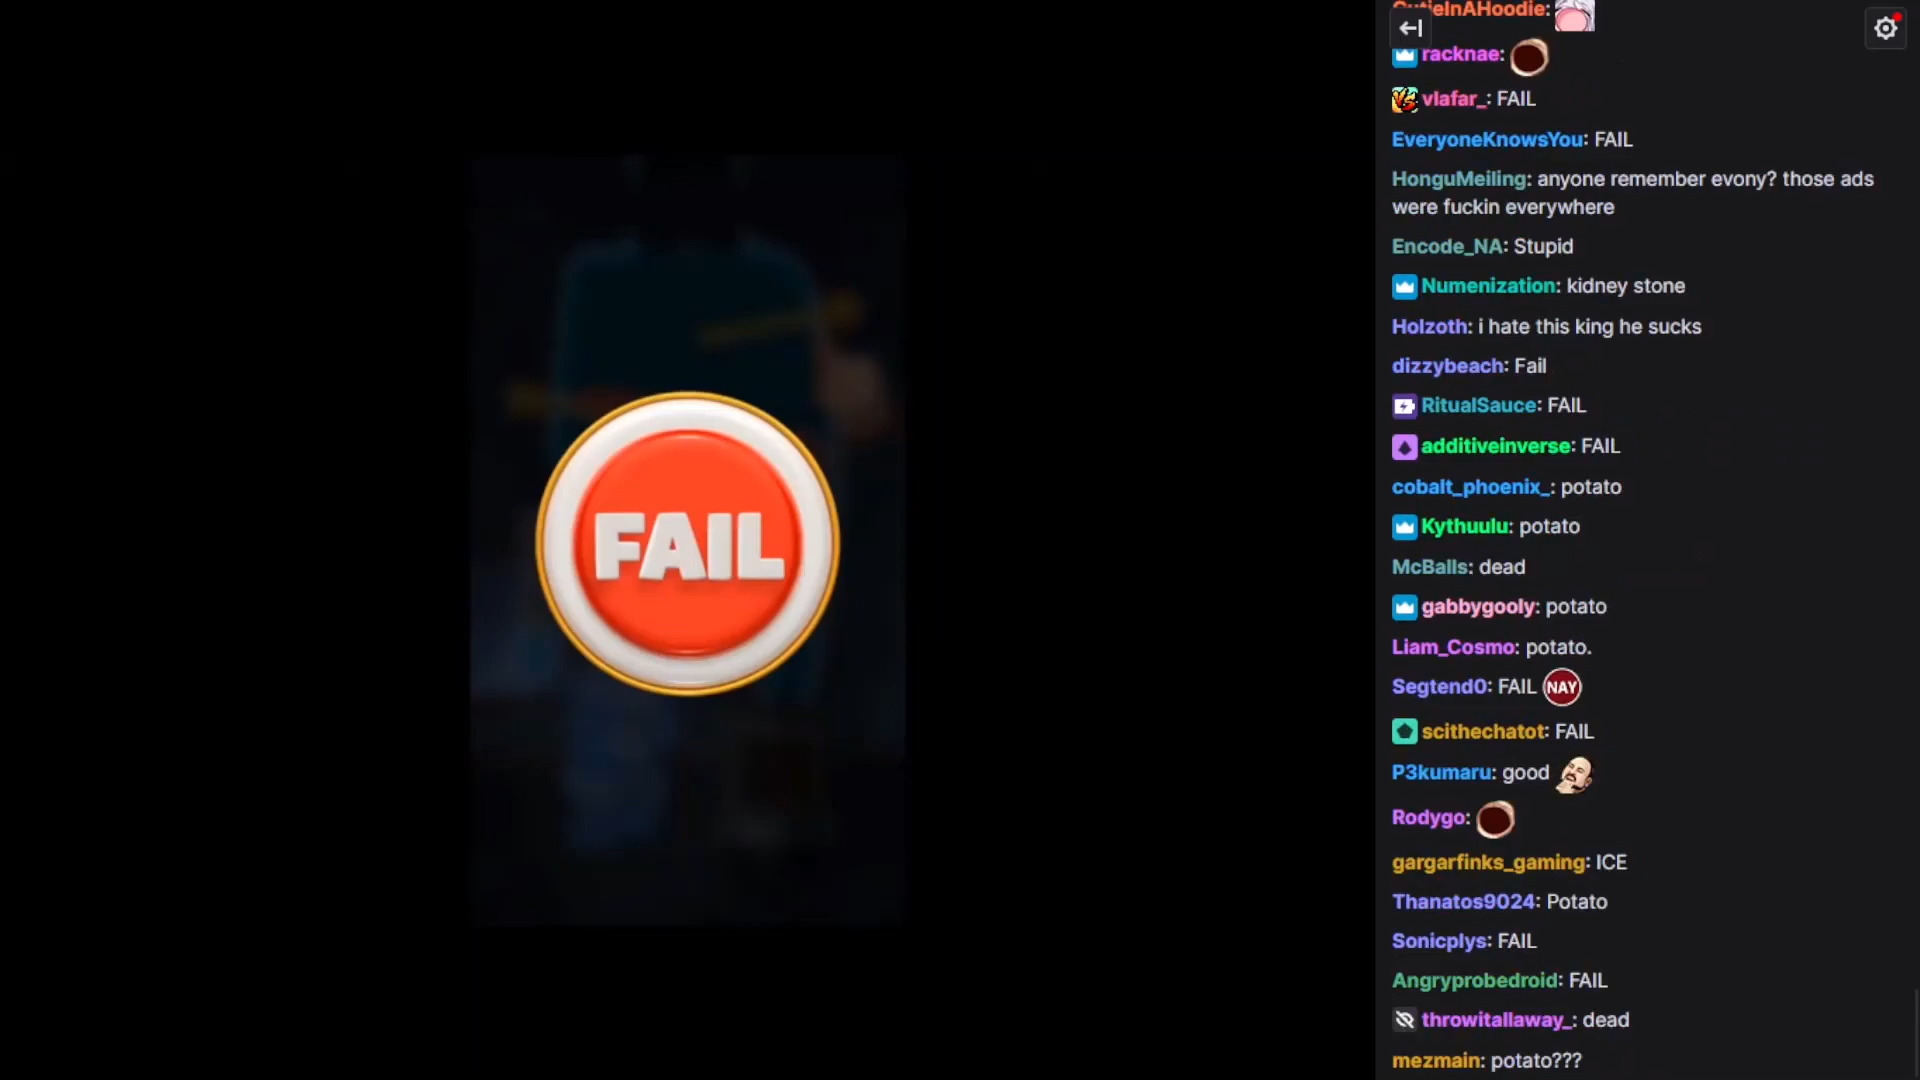 FAIL
CutieInAHoodie:
racknae:
vlafar_: FAIL
EveryoneKnowsYou: FAIL
HonguMeiling: anyone remember evony? those ads
were fuckin everywhere
Encode_NA: Stupid
Numenization: kidney stone
Holzoth: i hate this king he sucks
dizzybeach: Fail
RitualSauce: FAIL
additiveinverse: FAIL
cobalt_phoenix_: potato
Kythuulu: potato
McBalls: dead
gabbygooly: potato
Liam_Cosmo: potato.
Segtend0: FAIL NAY
scithechatot: FAIL
P3kumaru: good
Rodygo:
gargarfinks_gaming: ICE
Thanatos9024: Potato
Sonicplys: FAIL
Angryprobedroid: FAIL
throwitallaway_: dead
mezmain: potato???